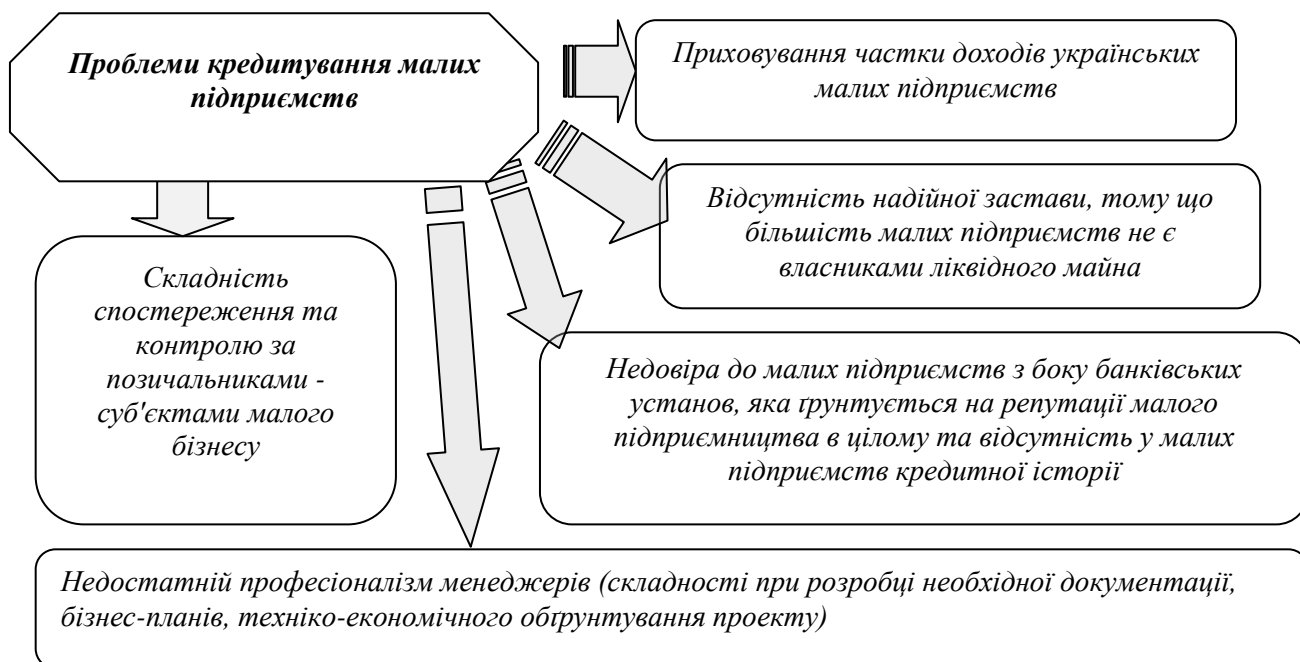 Проблеми кредитування малих
підприємств
Приховування частки доходів українських
малих підприємств
Відсутність надійної застави, тому що
більшість малих підприємств не є
власниками ліквідного майна
Складність
спостереження та
контролю за
позичальниками -
суб'єктами малого
бізнесу
Недовіра до малих підприємств з боку банківських
установ, яка ґрунтується на репутації малого
підприємництва в цілому та відсутність у малих
підприємств кредитної історії
Недостатній професіоналізм менеджерів (складності при розробці необхідної документації,
бізнес-планів, техніко-економічного обґрунтування проекту)